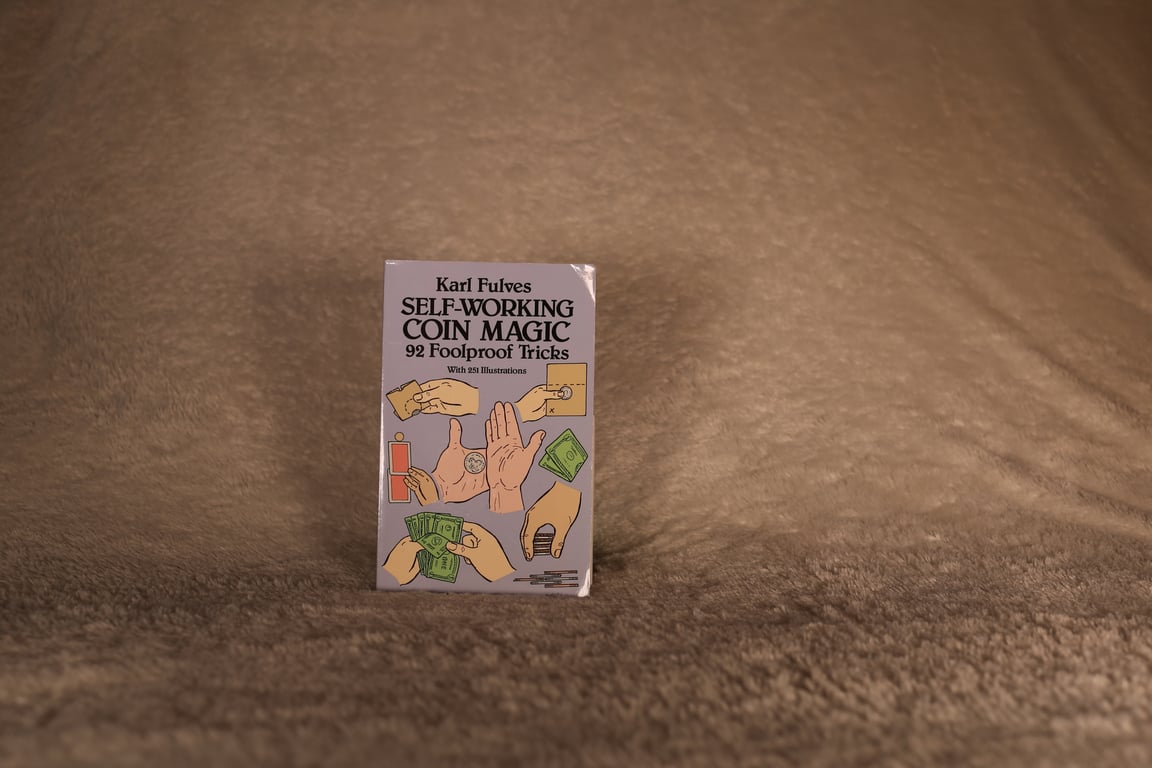 Karl Fulves
SELF-WORKING
COIN MAGIC
92 Foolproof Tricks
With 251 Illustrations